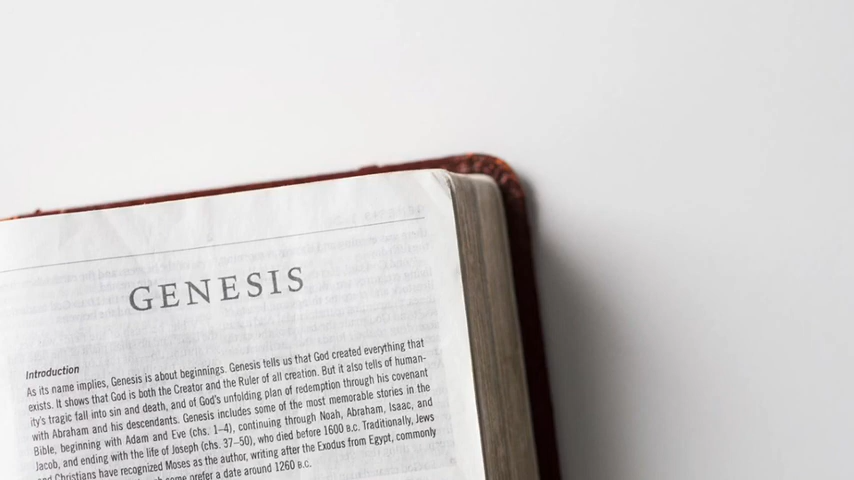 GENESIS
Introduction
As its name implies, Genesis is about beginnings. Genesis tells us that God created everything that
exists. It shows that God is both the Creator and the Ruler of all creation. But it also tells of human-
ity's tragic fall into sin and death, and of God's unfolding plan of redemption through his covenant
with Abraham and his descendants. Genesis includes some of the most memorable stories in the
Bible, beginning with Adam and Eve (chs. 1–4), continuing through Noah, Abraham, Isaac, and
Jacob, and ending with the life of Joseph (chs. 37–50), who died before 1600 B.C. Traditionally, Jews
and Christians have recognized Moses as the author, writing after the Exodus from Egypt, commonly
some prefer a date around 1260 B.C.